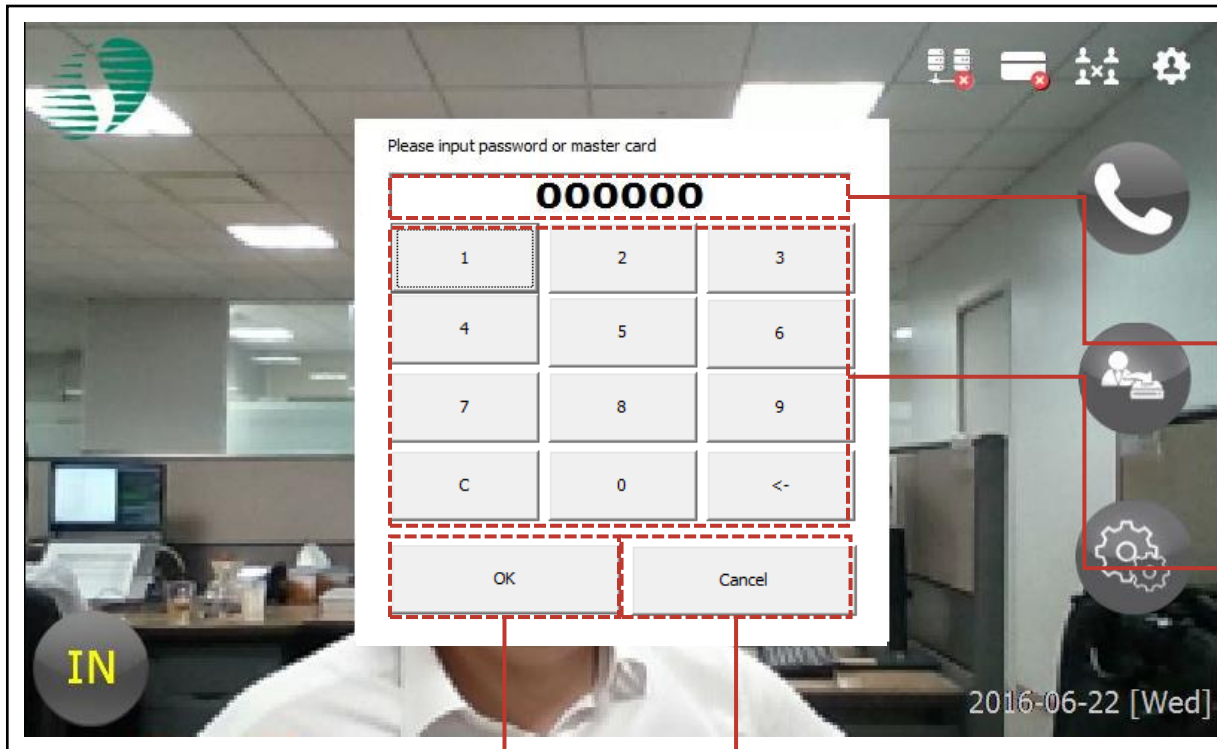 Please input password or master card
000000
1 2 3
4 5 6
7 8 9
C 0 <-
OK Cancel
IN
2016-06-22 [Wed]